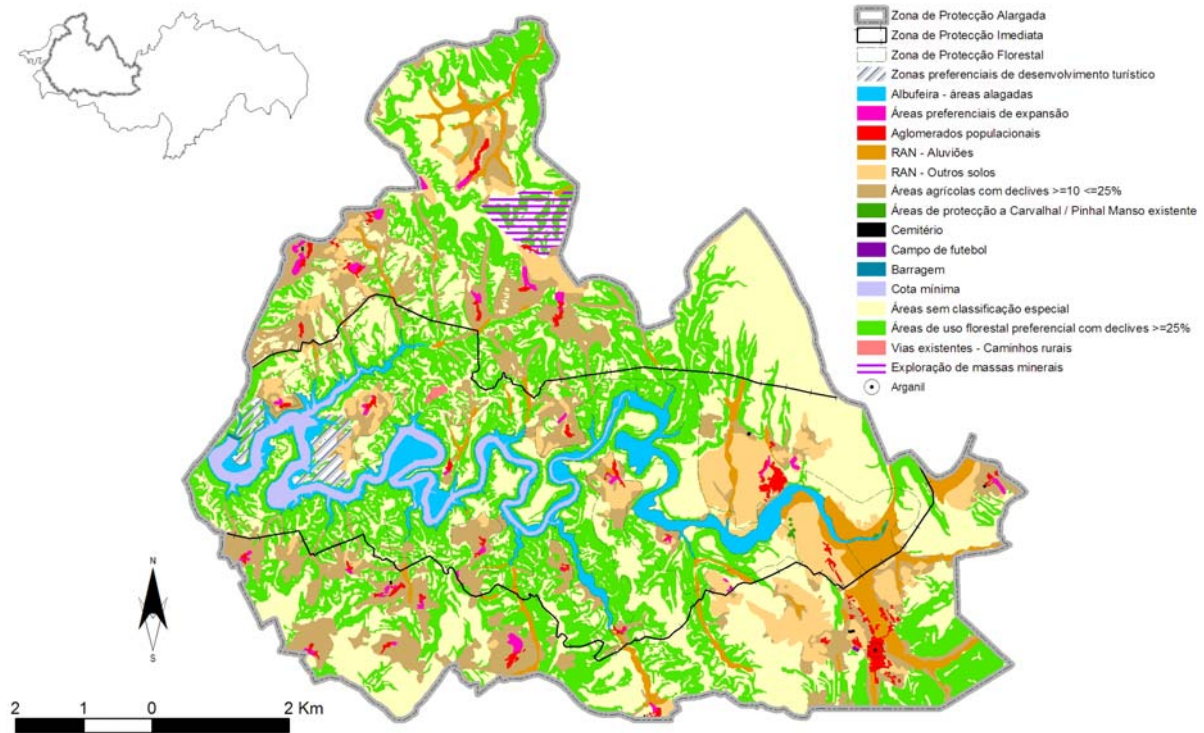 Zona de Protecção Alargada
Zona de Protecção Imediata
Zona de Protecção Florestal
Zonas preferenciais de desenvolvimento turístico
Albufeira - áreas alagadas
Áreas preferenciais de expansão
Aglomerados populacionais
RAN - Aluviões
RAN - Outros solos
Áreas agrícolas com declives >=10 <=25%
Áreas de protecção a Carvalhal / Pinhal Manso existente
Cemitério
Campo de futebol
Barragem
Cota mínima
Áreas sem classificação especial
Áreas de uso florestal preferencial com declives >=25%
Vias existentes - Caminhos rurais
Exploração de massas minerais
Arganil
N
S
2 1 0 2 Km